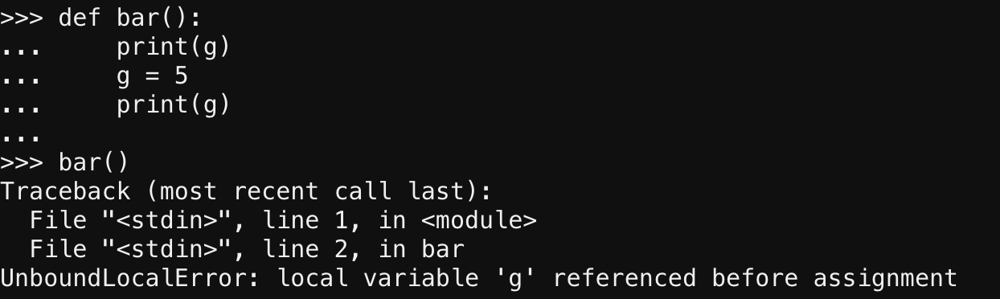 >>> def bar():
...     print(g)
...     g = 5
...     print(g)
...
>>> bar()
Traceback (most recent call last):
  File "<stdin>", line 1, in <module>
  File "<stdin>", line 2, in bar
UnboundLocalError: local variable 'g' referenced before assignment